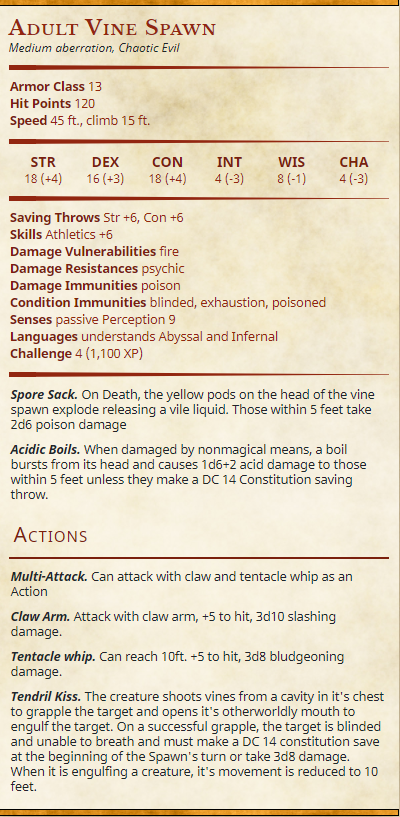 Adult Vine Spawn
Medium aberration, Chaotic Evil
Armor Class 13
Hit Points 120
Speed 45 ft., climb 15 ft.
STR DEX CON INT WIS CHA
18 (+4) 16 (+3) 18 (+4) 4 (-3) 8 (-1) 4 (-3)
Saving Throws Str +6, Con +6
Skills Athletics +6
Damage Vulnerabilities fire
Damage Resistances psychic
Damage Immunities poison
Condition Immunities blinded, exhaustion, poisoned
Senses passive Perception 9
Languages understands Abyssal and Infernal
Challenge 4 (1,100 XP)
Spore Sack. On Death, the yellow pods on the head of the vine
spawn explode releasing a vile liquid. Those within 5 feet take
2d6 poison damage
Acidic Boils. When damaged by nonmagical means, a boil
bursts from its head and causes 1d6+2 acid damage to those
within 5 feet unless they make a DC 14 Constitution saving
throw.
Actions
Multi-Attack. Can attack with claw and tentacle whip as an
Action
Claw Arm. Attack with claw arm, +5 to hit, 3d10 slashing
damage.
Tentacle whip. Can reach 10ft. +5 to hit, 3d8 bludgeoning
damage.
Tendril Kiss. The creature shoots vines from a cavity in it's chest
to grapple the target and opens it's otherworldly mouth to
engulf the target. On a successful grapple, the target is blinded
and unable to breath and must make a DC 14 constitution save
at the beginning of the Spawn's turn or take 3d8 damage.
When it is engulfing a creature, it's movement is reduced to 10
feet.